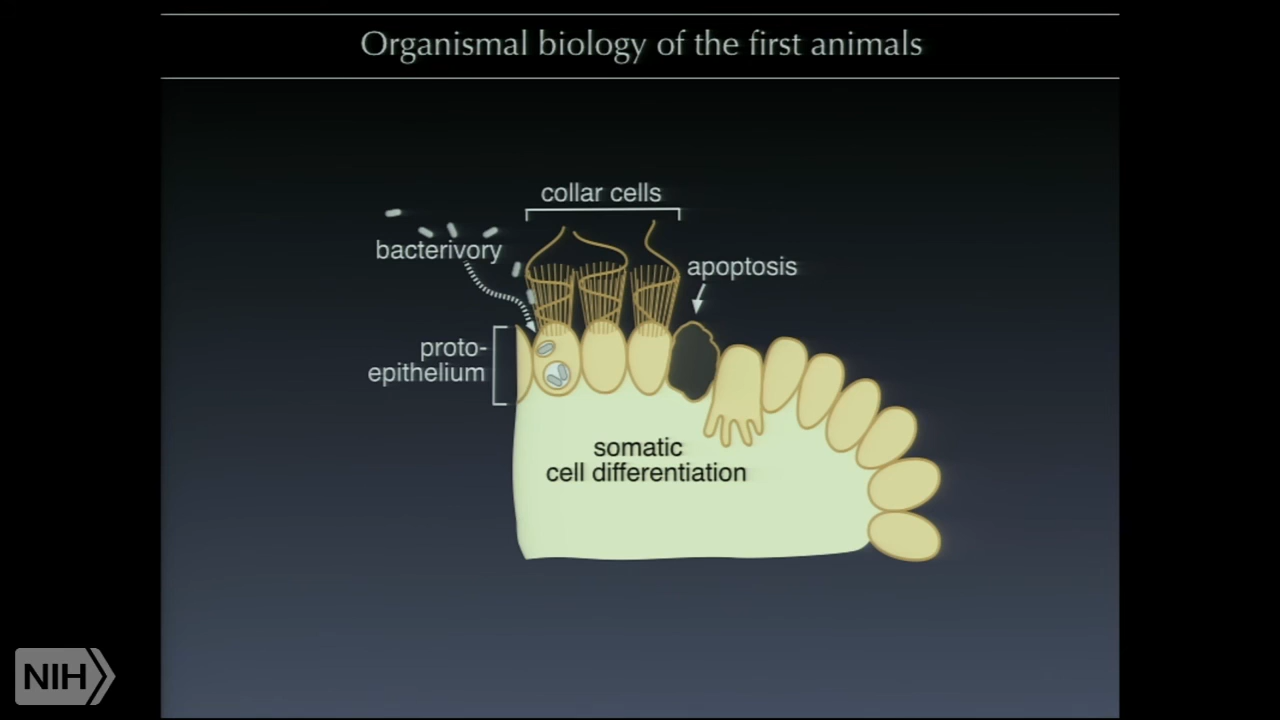 Organismal biology of the first animals
collar cells
bacterivory
apoptosis
proto-
epithelium
somatic
cell differentiation
NIH